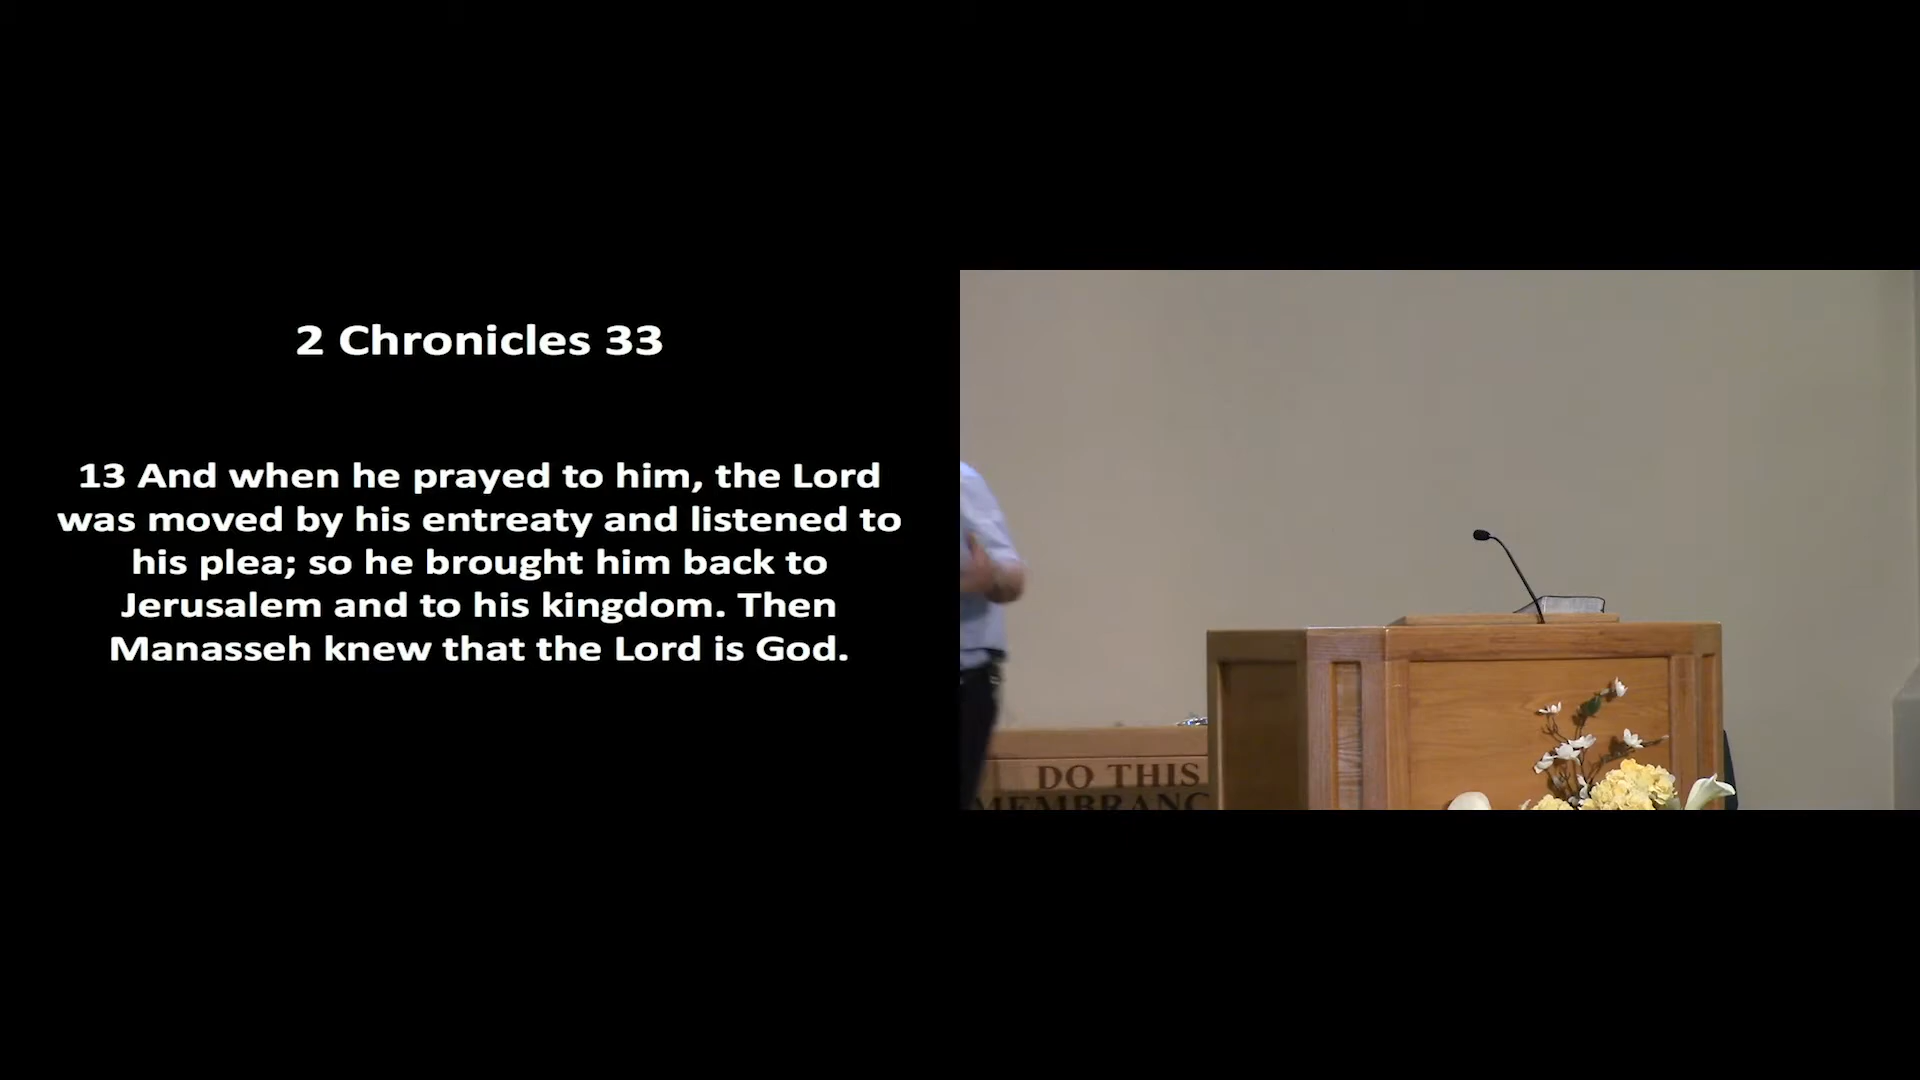 2 Chronicles 33
13 And when he prayed to him, the Lord
was moved by his entreaty and listened to
his plea; so he brought him back to
Jerusalem and to his kingdom. Then
Manasseh knew that the Lord is God.
DO THIS
MEMBRANC